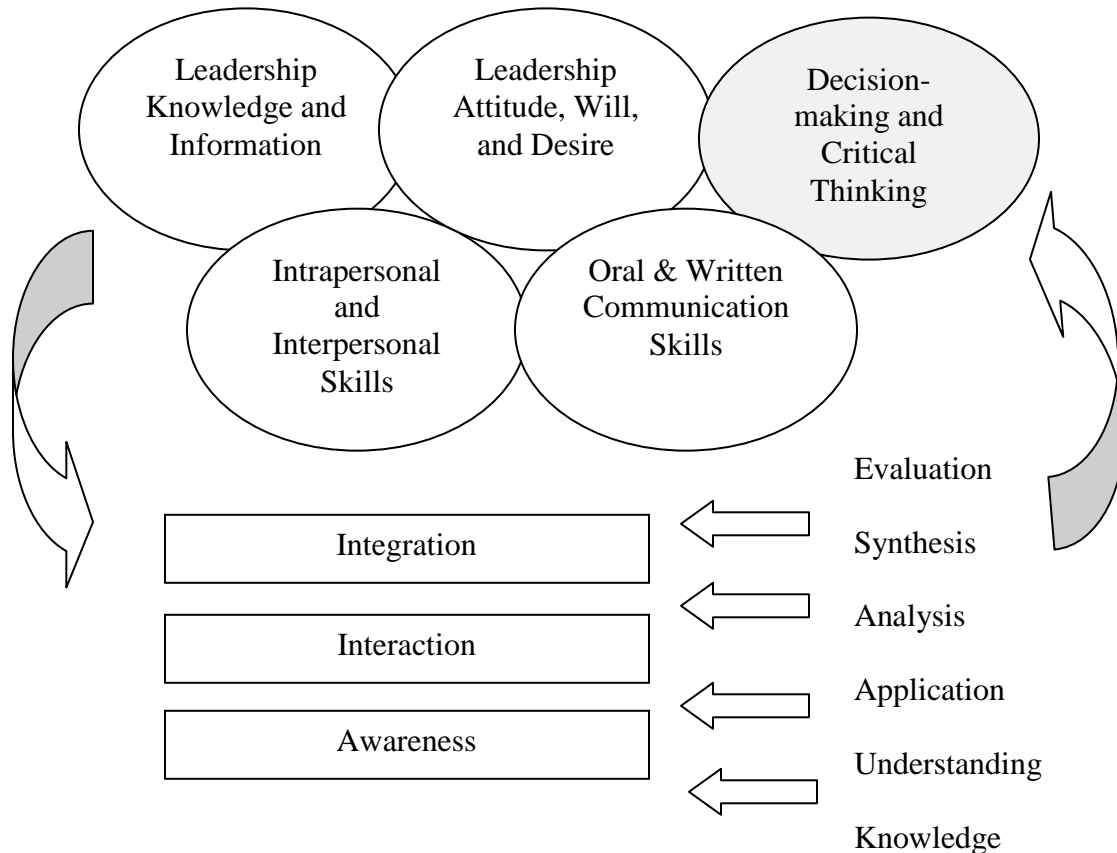 Leadership
Knowledge and
Information
Leadership
Attitude, Will,
and Desire
Decision-
making and
Critical
Thinking
Intrapersonal
and
Interpersonal
Skills
Oral & Written
Communication
Skills
Integration
Interaction
Awareness
Evaluation
Synthesis
Analysis
Application
Understanding
Knowledge